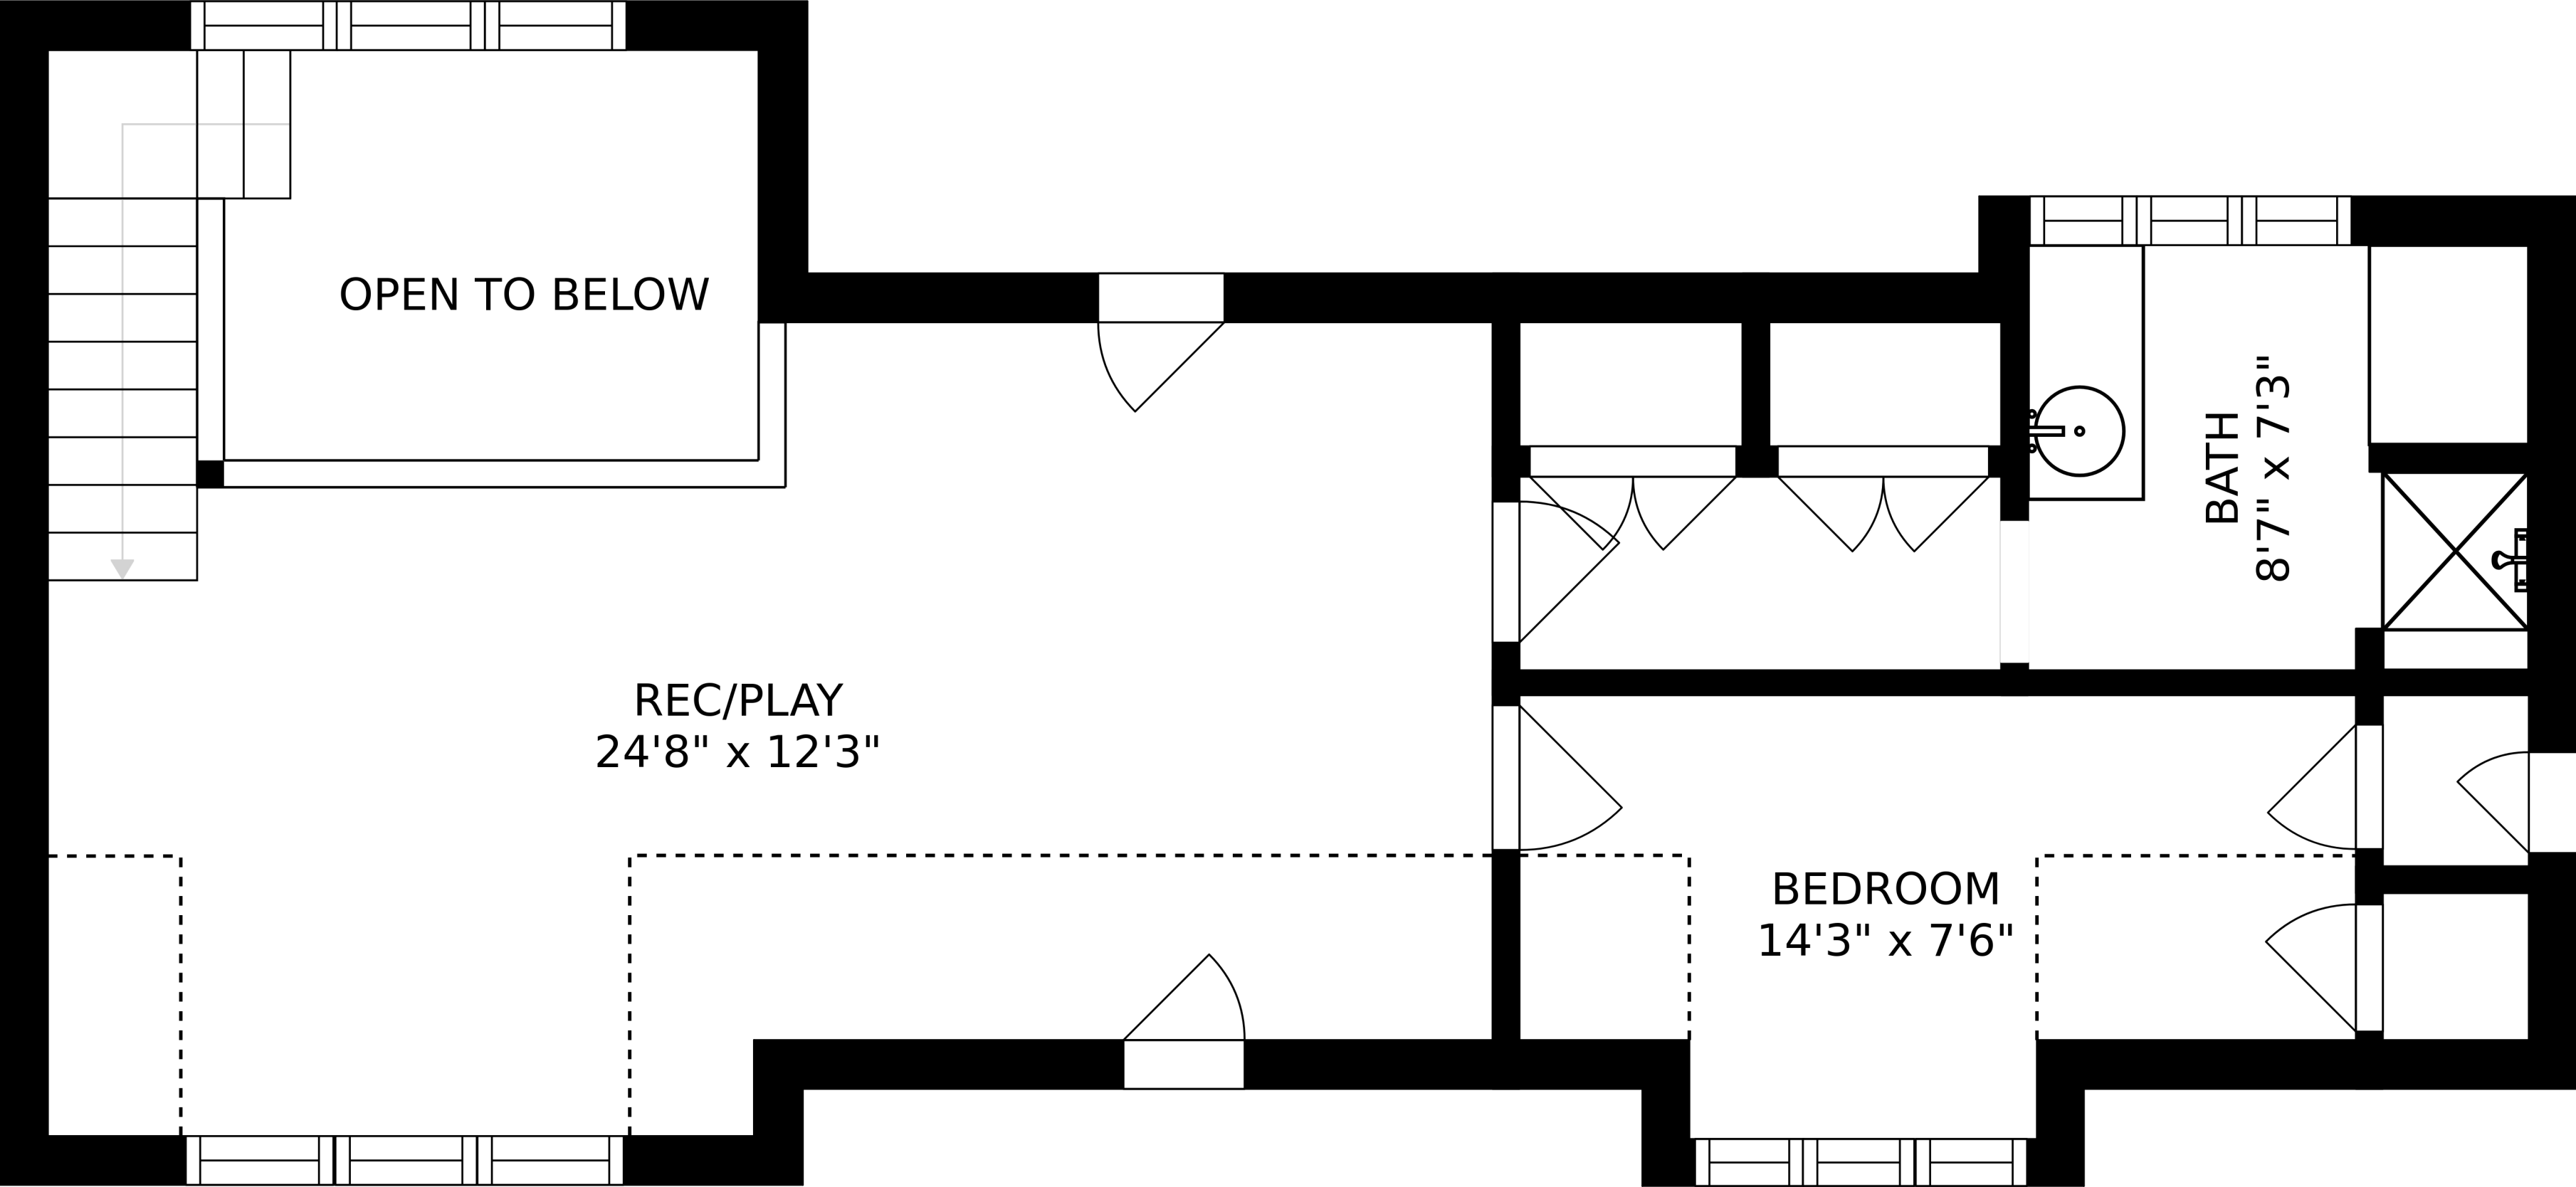 OPEN TO BELOW
REC/PLAY
24'8" x 12'3"
BATH
8'7" x 7'3"
BEDROOM
14'3" x 7'6"